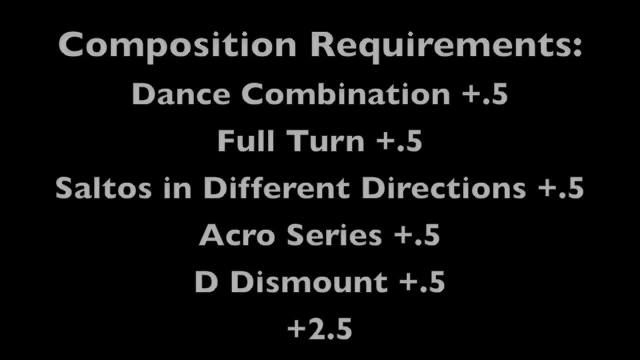 Composition Requirements:
Dance Combination +.5
Full Turn +.5
Saltos in Different Directions +.5
Acro Series +.5
D Dismount +.5
+2.5